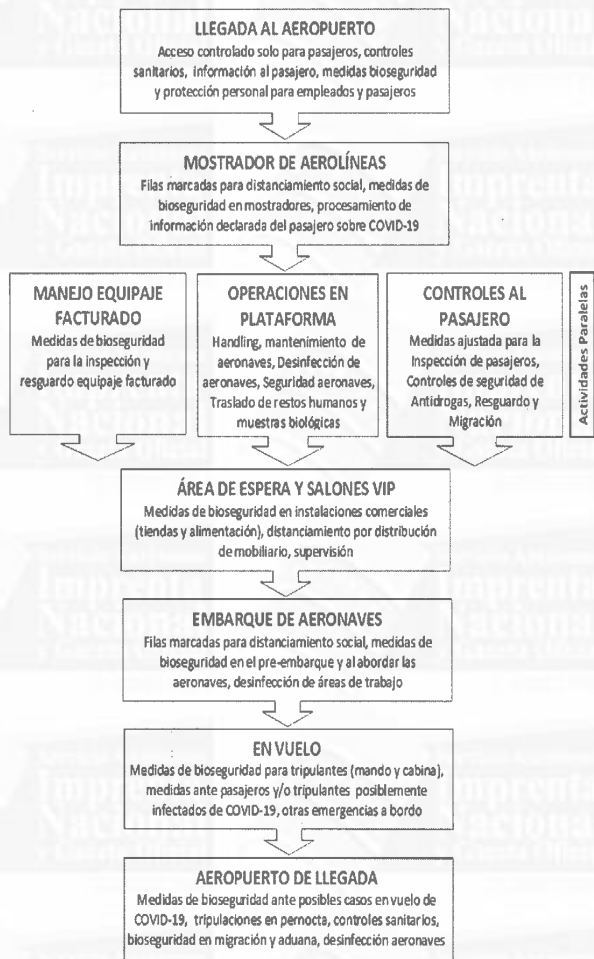 LLEGADA AL AEROPUERTO
Acceso controlado solo para pasajeros, controles
sanitarios, información al pasajero, medidas bioseguridad
y protección personal para empleados y pasajeros
MOSTRADOR DE AEROLÍNEAS
Filas marcadas para distanciamiento social, medidas de
bioseguridad en mostradores, procesamiento de
información declarada del pasajero sobre COVID-19
MANEJO EQUIPAJE
FACTURADO
Medidas de bioseguridad
para la inspección y
resguardo equipaje facturado
OPERACIONES EN
PLATAFORMA
Handling, mantenimiento de
aeronaves, Desinfección de
aeronaves, Seguridad aeronaves,
Traslado de restos humanos y
muestras biológicas
CONTROLES AL
PASAJERO
Medidas ajustada para la
Inspección de pasajeros,
Controles de seguridad de
Antidrogas, Resguardo y
Migración
Actividades Paralelas
ÁREA DE ESPERA Y SALONES VIP
Medidas de bioseguridad en instalaciones comerciales
(tiendas y alimentación), distanciamiento por distribución
de mobiliario, supervisión
EMBARQUE DE AERONAVES
Filas marcadas para distanciamiento social, medidas de
bioseguridad en el pre-embarque y al abordar las
aeronaves, desinfección de áreas de trabajo
EN VUELO
Medidas de bioseguridad para tripulantes (mando y cabina),
medidas ante pasajeros y/o tripulantes posiblemente
infectados de COVID-19, otras emergencias a bordo
AEROPUERTO DE LLEGADA
Medidas de bioseguridad ante posibles casos en vuelo de
COVID-19, tripulaciones en pernocta, controles sanitarios,
bioseguridad en migración y aduana, desinfección aeronaves